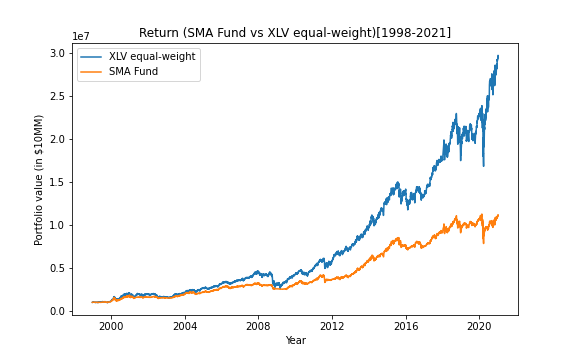 Return (SMA Fund vs XLV equal-weight)[1998-2021]
1e7
XLV equal-weight
SMA Fund
3.0
2.5
2.0
1.5
1.0
0.5
0.0
Portfolio value (in $10MM)
2000 2004 2008 2012 2016 2020
Year